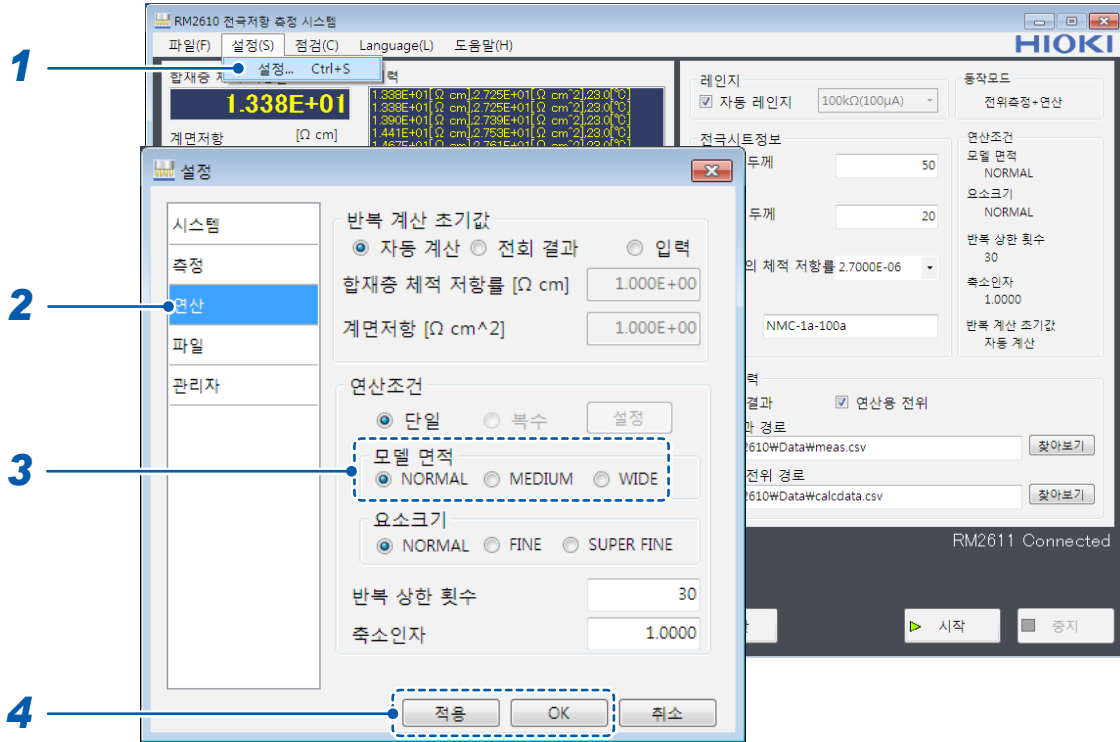 RM2610 전극저항 측정 시스템
파일(F) 설정(S) 점검(C) Language(L) 도움말(H)
HIOKI
1
설정... Ctrl+S
합재층
력
1.338E+01
1.338E+01[Ω cm],2.725E+01[Ω cm^2],23.0[℃]
1.390E+01[Ω cm],2.739E+01[Ω cm^2],23.0[℃]
1.441E+01[Ω cm],2.753E+01[Ω cm^2],23.0[℃]
1.467E+01[Ω cm],2.761E+01[Ω cm^2],23.0[℃]
계면저항 [Ω cm]
레인지
자동 레인지 100kΩ(100μA)
동작모드
전위측정+연산
전극시트정보
두께 50
두께 20
의 체적 저항률 2.7000E-06
NMC-1a-100a
연산조건
모델 면적
NORMAL
요소크기
NORMAL
반복 상한 횟수
30
축소인자
1.0000
반복 계산 초기값
자동 계산
력
결과 연산용 전위
과 경로
2610₩Data₩meas.csv 찾아보기
전위 경로
2610₩Data₩calcdata.csv 찾아보기
RM2611 Connected
시작 중지
설정
시스템
측정
2
연산
파일
관리자
반복 계산 초기값
자동 계산 전회 결과 입력
합재층 체적 저항률 [Ω cm] 1.000E+00
계면저항 [Ω cm^2] 1.000E+00
연산조건
단일 복수 설정
3
모델 면적
NORMAL MEDIUM WIDE
요소크기
NORMAL FINE SUPER FINE
반복 상한 횟수 30
축소인자 1.0000
4
적용 OK 취소